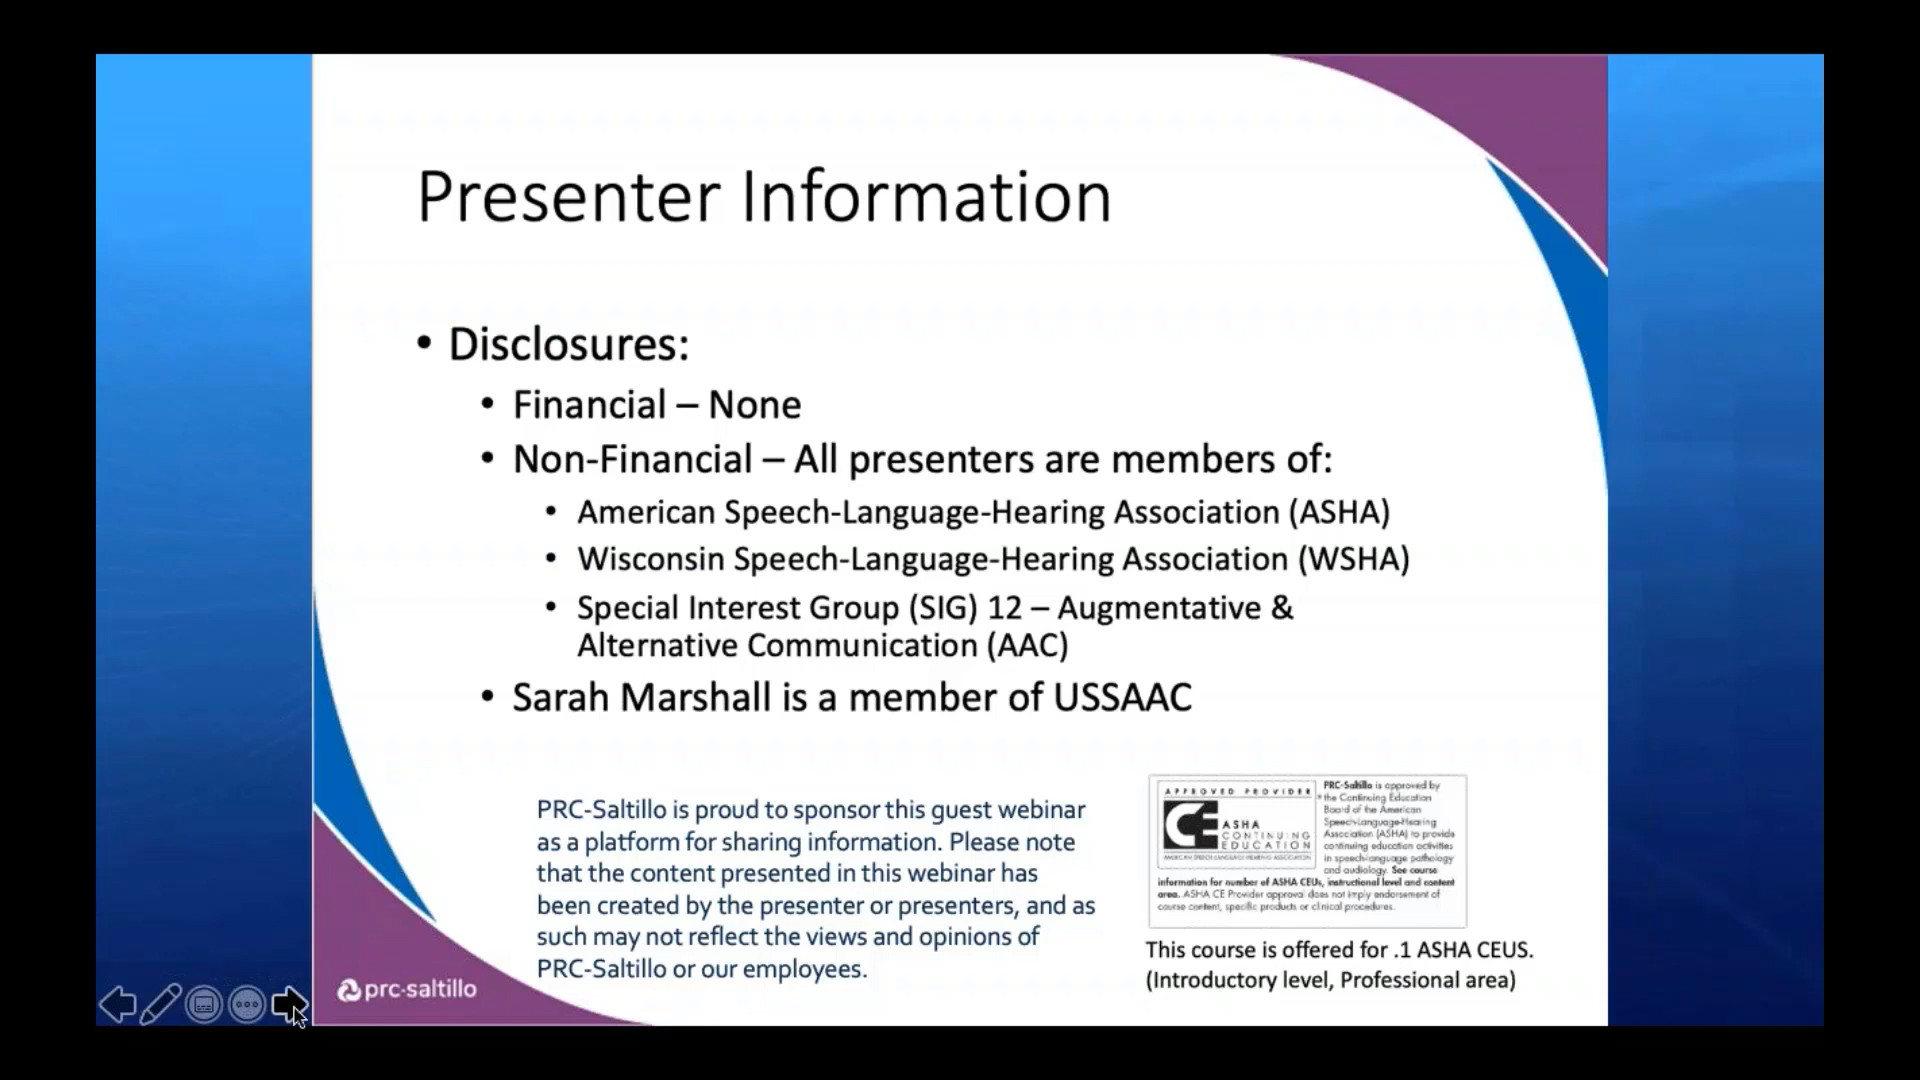 Presenter Information
• Disclosures:
• Financial – None
• Non-Financial – All presenters are members of:
• American Speech-Language-Hearing Association (ASHA)
• Wisconsin Speech-Language-Hearing Association (WSHA)
• Special Interest Group (SIG) 12 – Augmentative &
Alternative Communication (AAC)
• Sarah Marshall is a member of USSAAC
PRC-Saltillo is proud to sponsor this guest webinar
as a platform for sharing information. Please note
that the content presented in this webinar has
been created by the presenter or presenters, and as
such may not reflect the views and opinions of
PRC-Saltillo or our employees.
APPROVED PROVIDER
CE ASHA
CONTINUING
EDUCATION
AMERICAN SPEECH-LANGUAGE-HEARING ASSOCIATION
PRC-Saltillo is approved by
the Continuing Education
Board of the American
Speech-Language-Hearing
Association (ASHA) to provide
continuing education activities
in speech-language pathology
and audiology. See course
information for number of ASHA CEUs, instructional level and content
area. ASHA CE Provider approval does not imply endorsement of
course content, specific products or clinical procedures.
This course is offered for .1 ASHA CEUS.
(Introductory level, Professional area)
prc-saltillo